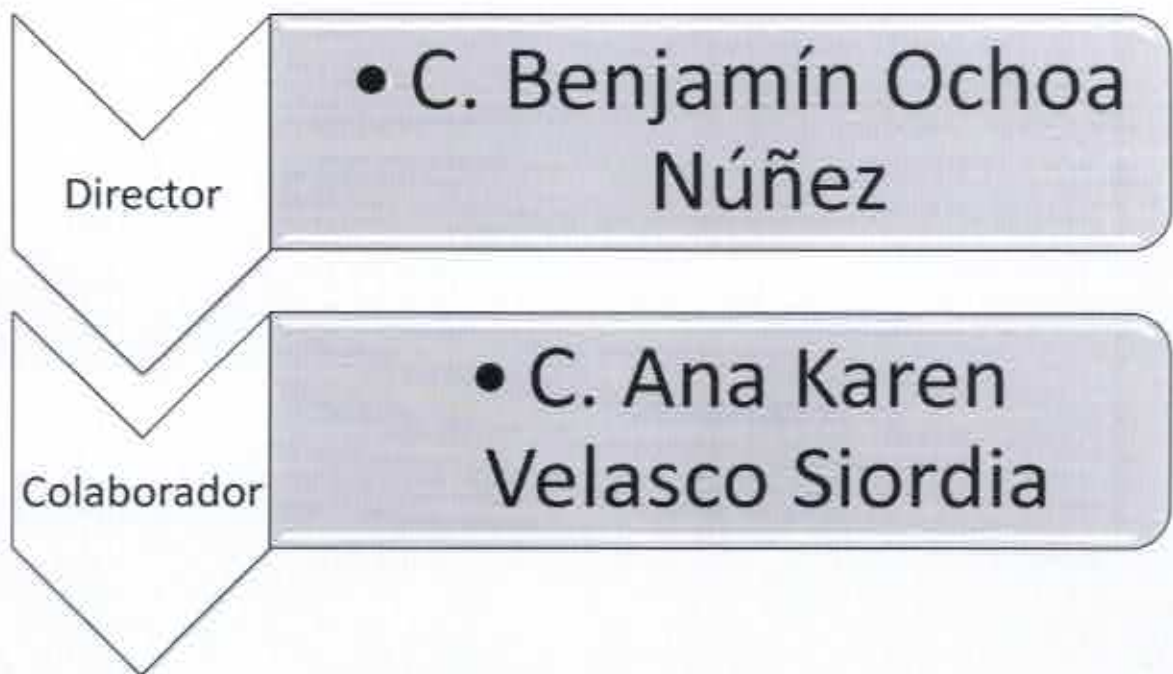 Director
• C. Benjamín Ochoa
Núñez
Colaborador
• C. Ana Karen
Velasco Siordia